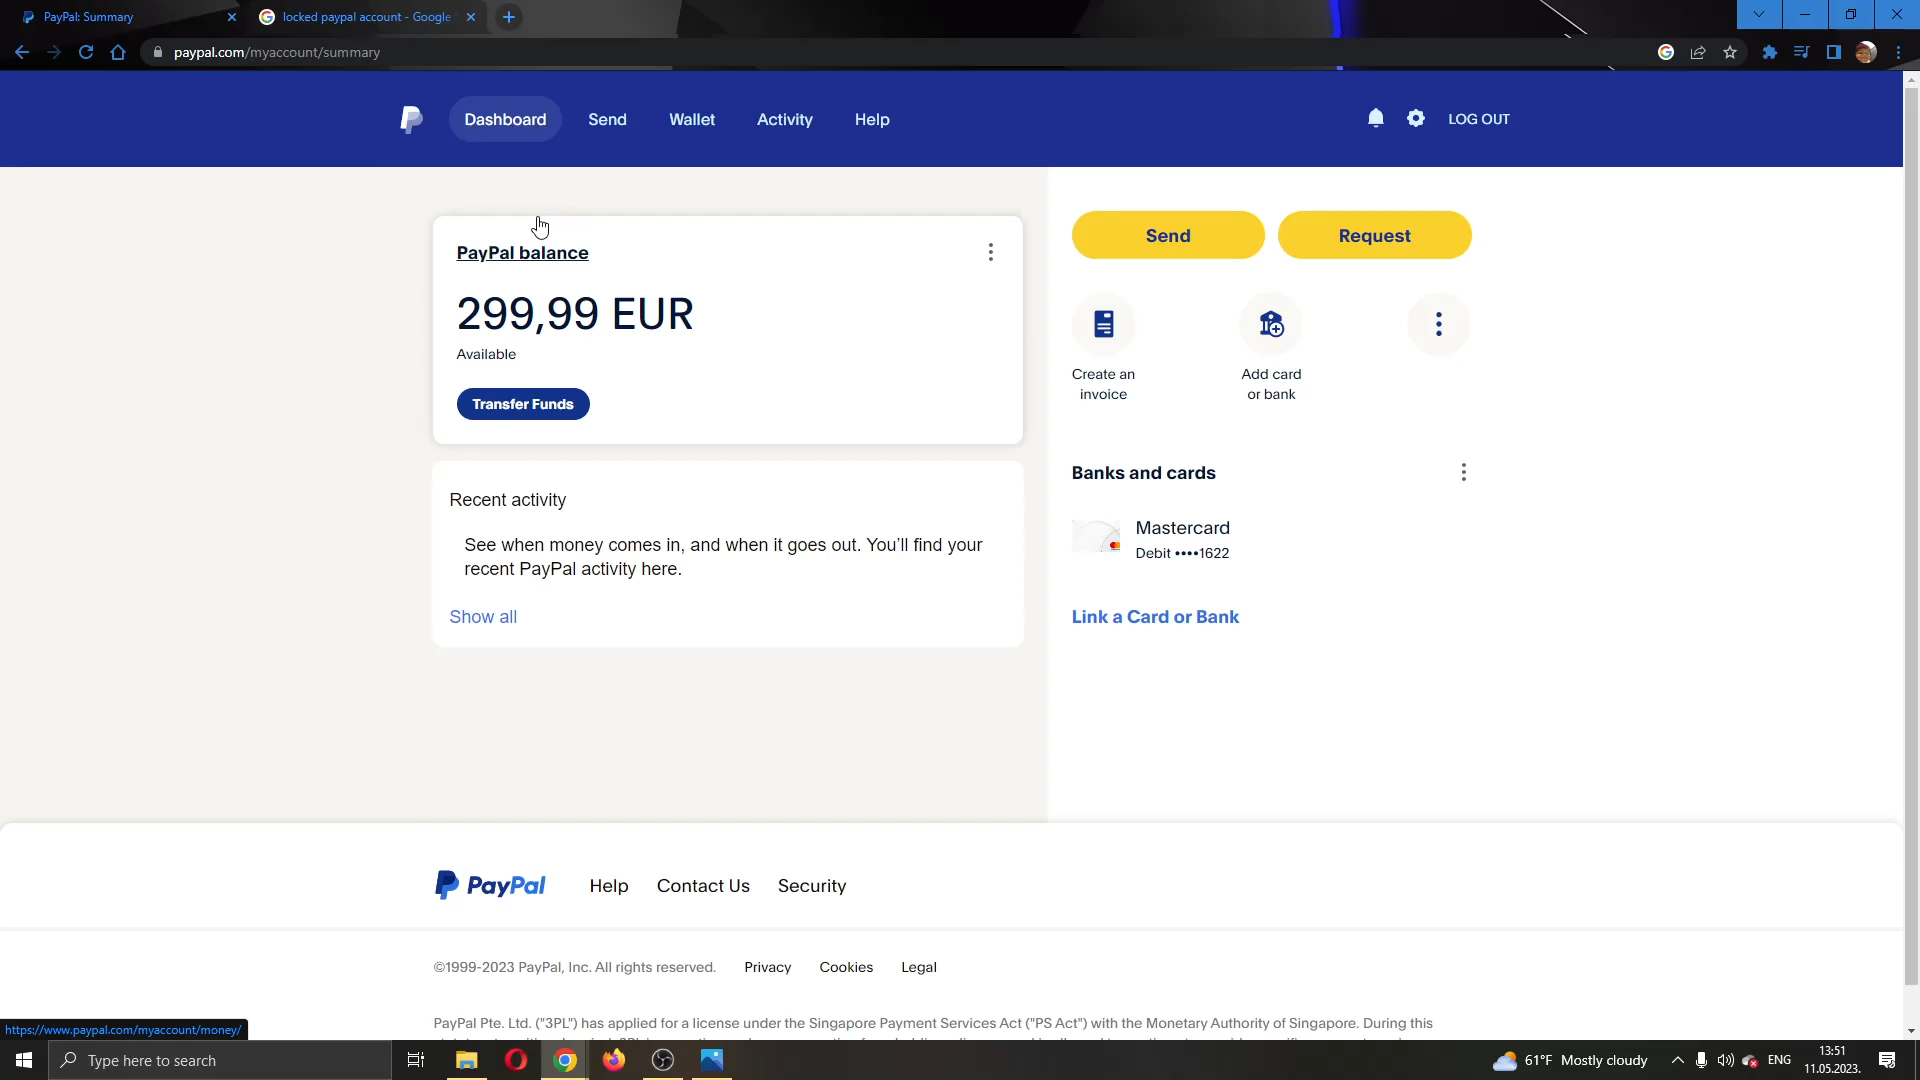 PayPal: Summary
locked paypal account - Google
paypal.com/myaccount/summary
Dashboard
Send
Wallet
Activity
Help
LOG OUT
PayPal balance
299,99 EUR
Available
Transfer Funds
Recent activity
See when money comes in, and when it goes out. You'll find your
recent PayPal activity here.
Show all
Send
Request
Create an
invoice
Add card
or bank
Banks and cards
Mastercard
Debit ••••1622
Link a Card or Bank
PayPal
Help
Contact Us
Security
©1999-2023 PayPal, Inc. All rights reserved.
Privacy
Cookies
Legal
PayPal Pte. Ltd. ("3PL") has applied for a license under the Singapore Payment Services Act ("PS Act") with the Monetary Authority of Singapore. During this
https://www.paypal.com/myaccount/money/
Type here to search
61°F Mostly cloudy
ENG
13:51
11.05.2023.